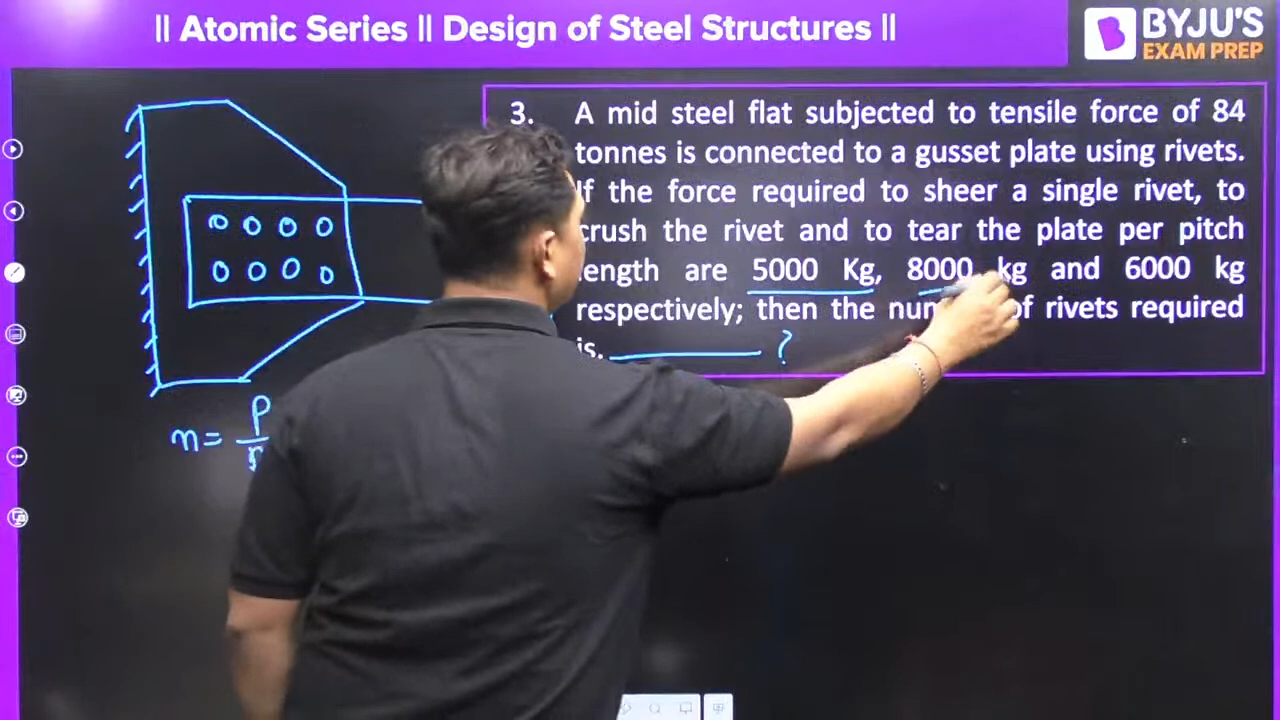 || Atomic Series || Design of Steel Structures ||
BYJU'S
EXAM PREP
3. A mid steel flat subjected to tensile force of 84
tonnes is connected to a gusset plate using rivets.
If the force required to sheer a single rivet, to
crush the rivet and to tear the plate per pitch
length are 5000 Kg, 8000 kg and 6000 kg
respectively; then the of rivets required
is. ?
n = P